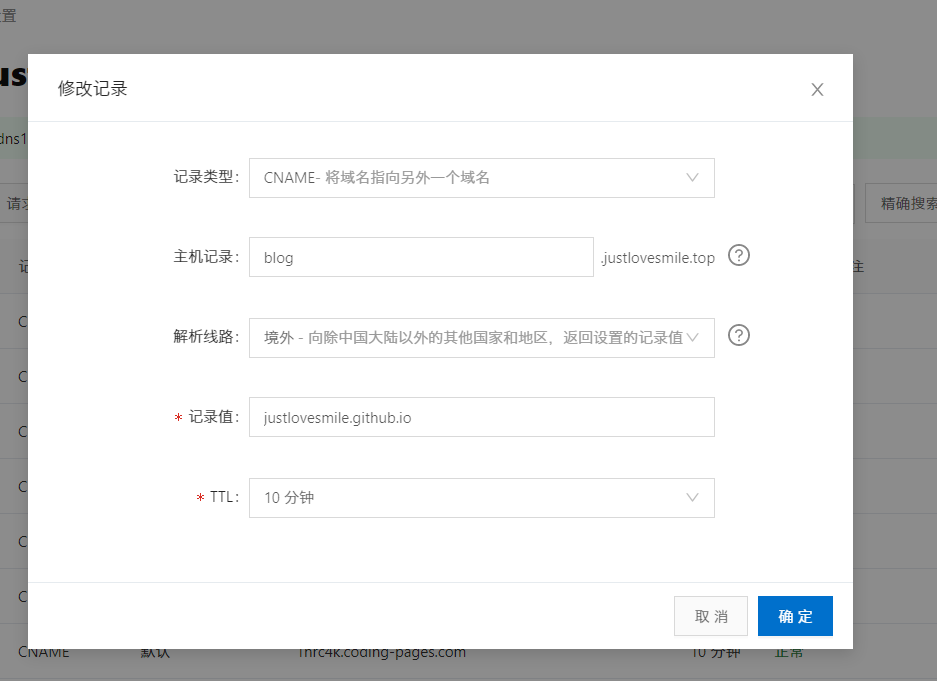 置
us
修改记录
dns1
记录类型:
CNAME- 将域名指向另外一个域名
请求
精确搜索
主机记录:
blog
.justlovesmile.top
?
记
注
解析线路:
境外 - 向除中国大陆以外的其他国家和地区，返回设置的记录值
?
C
C
* 记录值:
justlovesmile.github.io
C
* TTL:
10 分钟
C
C
C
取 消
确 定
CNAME
默认
1hrc4k.coding-pages.com
10 分钟
正常